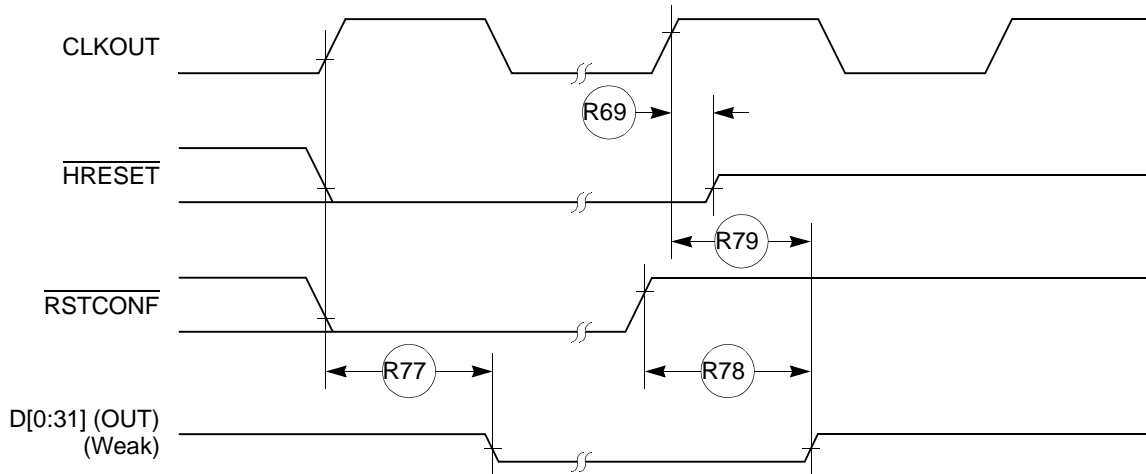 CLKOUT
R69
HRESET
R79
RSTCONF
R77
R78
D[0:31] (OUT)
(Weak)